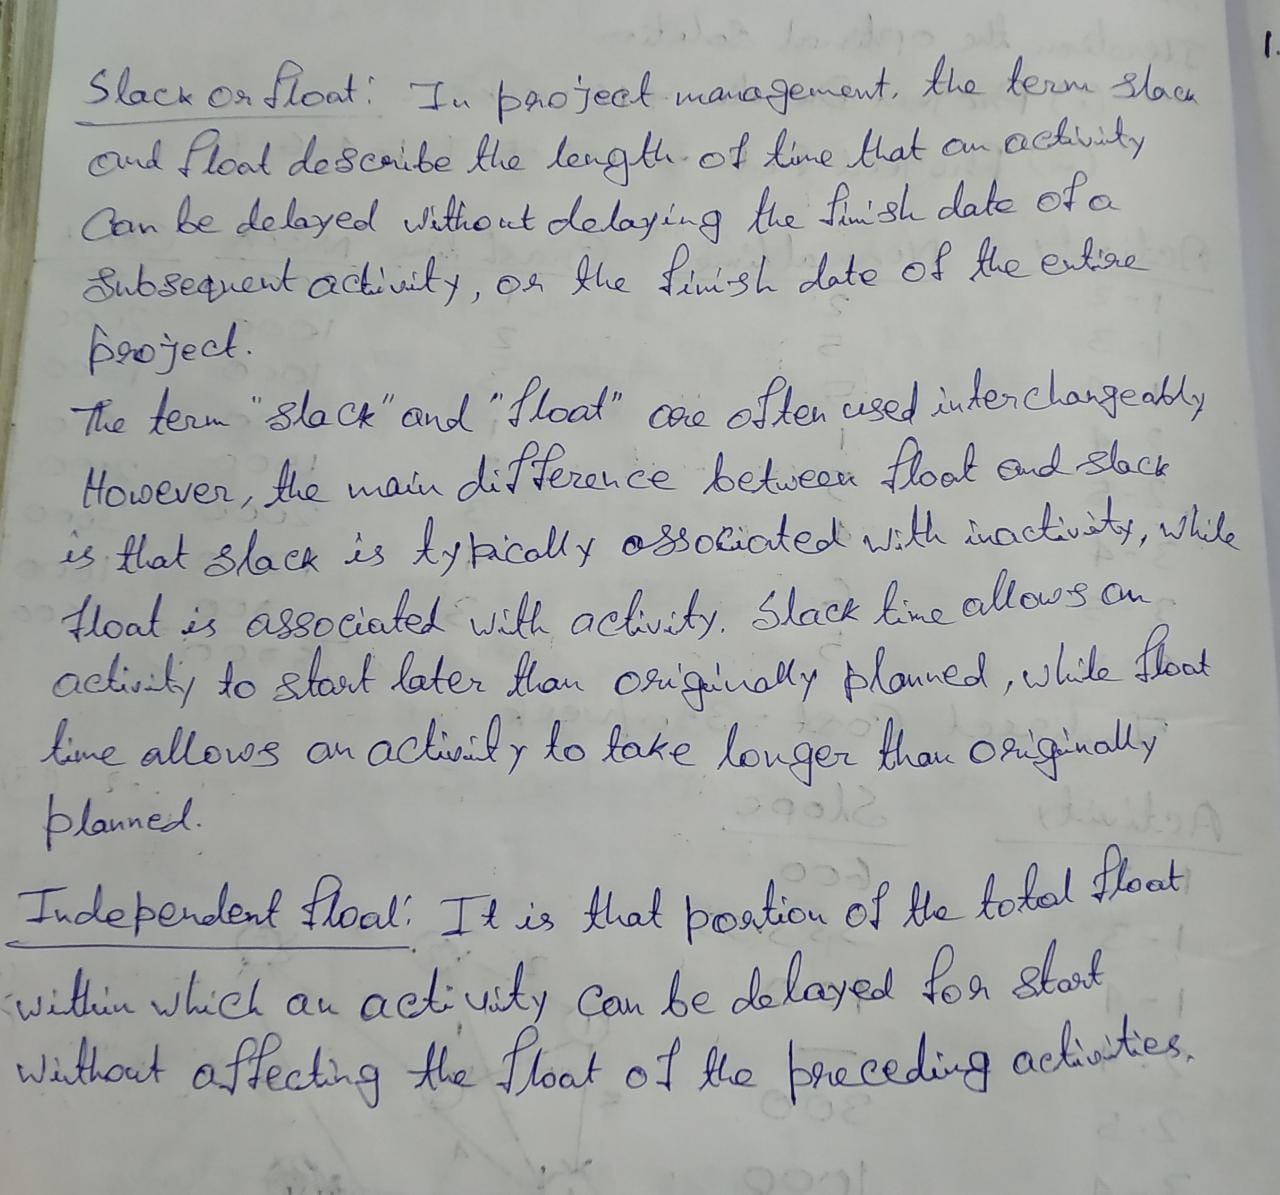 Slack or float: In project management, the term slack
and float describe the length of time that an activity
Can be delayed without delaying the finish date of a
subsequent activity, or the finish date of the entire
project.
The term "slack" and "float" are often used interchangeably
However, the main difference between float and slack
is that slack is typically associated with inactivity, while
float is associated with activity. Slack time allows an
activity to start later than originally planned, while float
time allows an activity to take longer than originally
planned.
Independent float: It is that portion of the total float
within which an activity can be delayed for start
without affecting the float of the preceding activities.
1.